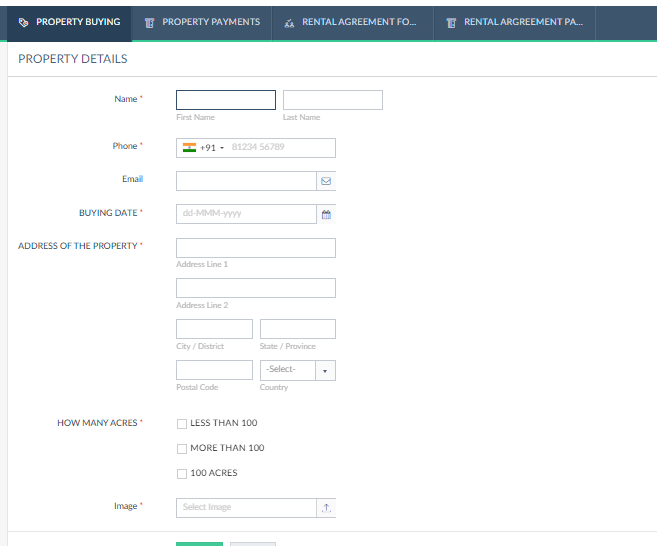 PROPERTY BUYING
PROPERTY PAYMENTS
RENTAL AGREEMENT FO...
RENTAL ARGREEMENT PA...
PROPERTY DETAILS
Name *
First Name
Last Name
Phone *
+91
81234 56789
Email
BUYING DATE *
dd-MMM-yyyy
ADDRESS OF THE PROPERTY *
Address Line 1
Address Line 2
City / District
State / Province
-Select-
Postal Code
Country
HOW MANY ACRES *
LESS THAN 100
MORE THAN 100
100 ACRES
Image *
Select Image